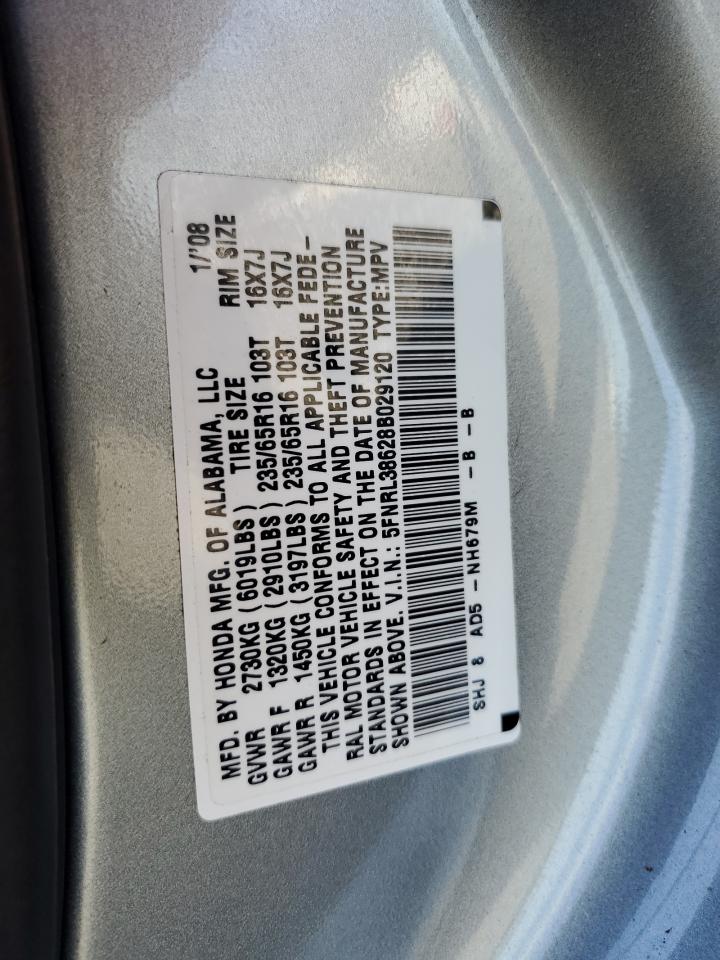 MFD. BY HONDA MFG. OF ALABAMA, LLC 1/'08
GVWR 2730KG (6019LBS) TIRE SIZE RIM SIZE
GAWR F 1320KG (2910LBS) 235/65R16 103T 16X7J
GAWR R 1450KG (3197LBS) 235/65R16 103T 16X7J
THIS VEHICLE CONFORMS TO ALL APPLICABLE FEDE-
RAL MOTOR VEHICLE SAFETY AND THEFT PREVENTION
STANDARDS IN EFFECT ON THE DATE OF MANUFACTURE
SHOWN ABOVE. V.I.N.: 5FNRL38628B029120 TYPE:MPV
SHJ 8 AD5 -NH679M -B -B